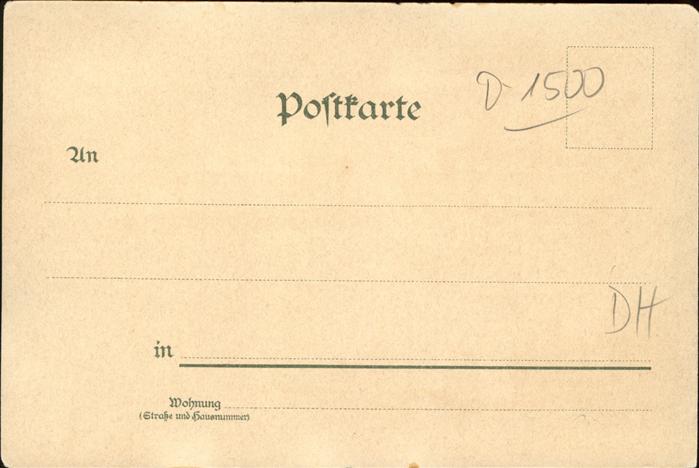 D 1500
Postkarte
An
DH
in
Wohnung
(Straße und Hausnummer)